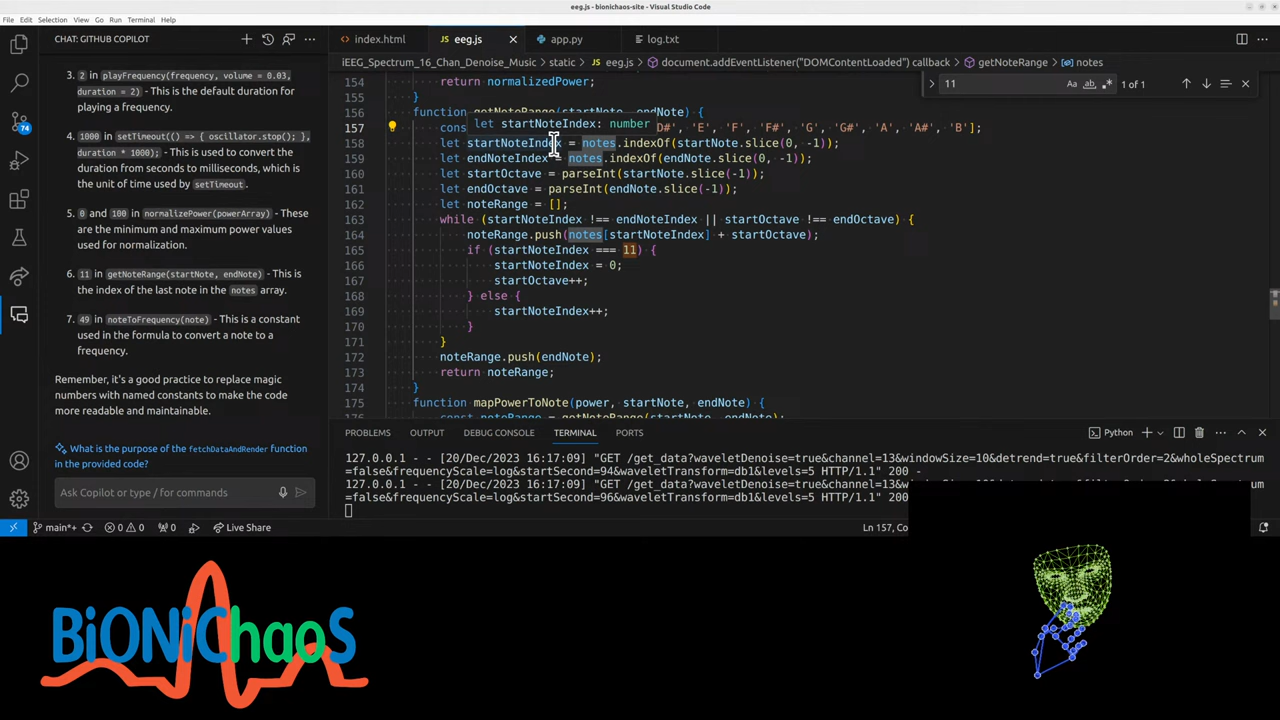 eeg.js - bionichaos-site - Visual Studio Code
File Edit Selection View Go Run Terminal Help
CHAT: GITHUB COPILOT
3. 2 in playFrequency(frequency, volume = 0.03,
duration = 2) - This is the default duration for
playing a frequency.
4. 1000 in setTimeout(() => { oscillator.stop(); },
duration * 1000); - This is used to convert the
duration from seconds to milliseconds, which is
the unit of time used by setTimeout.
5. 0 and 100 in normalizePower(powerArray) - These
are the minimum and maximum power values
used for normalization.
6. 11 in getNoteRange(startNote, endNote) - This is
the index of the last note in the notes array.
7. 49 in noteToFrequency(note) - This is a constant
used in the formula to convert a note to a
frequency.
Remember, it's a good practice to replace magic
numbers with named constants to make the code
more readable and maintainable.
What is the purpose of the fetchDataAndRender function
in the provided code?
Ask Copilot or type / for commands
74
index.html eeg.js app.py log.txt
iEEG_Spectrum_16_Chan_Denoise_Music > static > eeg.js > document.addEventListener("DOMContentLoaded") callback > getNoteRange > notes
11 Aa ab .* 1 of 1
154 return normalizedPower;
155 }
156 function getNoteRange(startNote, endNote) {
let startNoteIndex: number
157 cons D#', 'E', 'F', 'F#', 'G', 'G#', 'A', 'A#', 'B'];
158 let startNoteIndex = notes.indexOf(startNote.slice(0, -1));
159 let endNoteIndex = notes.indexOf(endNote.slice(0, -1));
160 let startOctave = parseInt(startNote.slice(-1));
161 let endOctave = parseInt(endNote.slice(-1));
162 let noteRange = [];
163 while (startNoteIndex !== endNoteIndex || startOctave !== endOctave) {
164 noteRange.push(notes[startNoteIndex] + startOctave);
165 if (startNoteIndex === 11) {
166 startNoteIndex = 0;
167 startOctave++;
168 } else {
169 startNoteIndex++;
170 }
171 }
172 noteRange.push(endNote);
173 return noteRange;
174 }
175 function mapPowerToNote(power, startNote, endNote) {
176 const noteRange = getNoteRange(startNote, endNote);
PROBLEMS OUTPUT DEBUG CONSOLE TERMINAL PORTS
Python
127.0.0.1 - - [20/Dec/2023 16:17:09] "GET /get_data?waveletDenoise=true&channel=13&windowSize=10&detrend=true&filterOrder=2&wholeSpectrum
=false&frequencyScale=log&startSecond=94&waveletTransform=db1&levels=5 HTTP/1.1" 200 -
127.0.0.1 - - [20/Dec/2023 16:17:09] "GET /get_data?waveletDenoise=true&channel=13
=false&frequencyScale=log&startSecond=96&waveletTransform=db1&levels=5 HTTP/1.1" 200
main*+ 0 0 0 Live Share
Ln 157, Co
BiONiChaoS